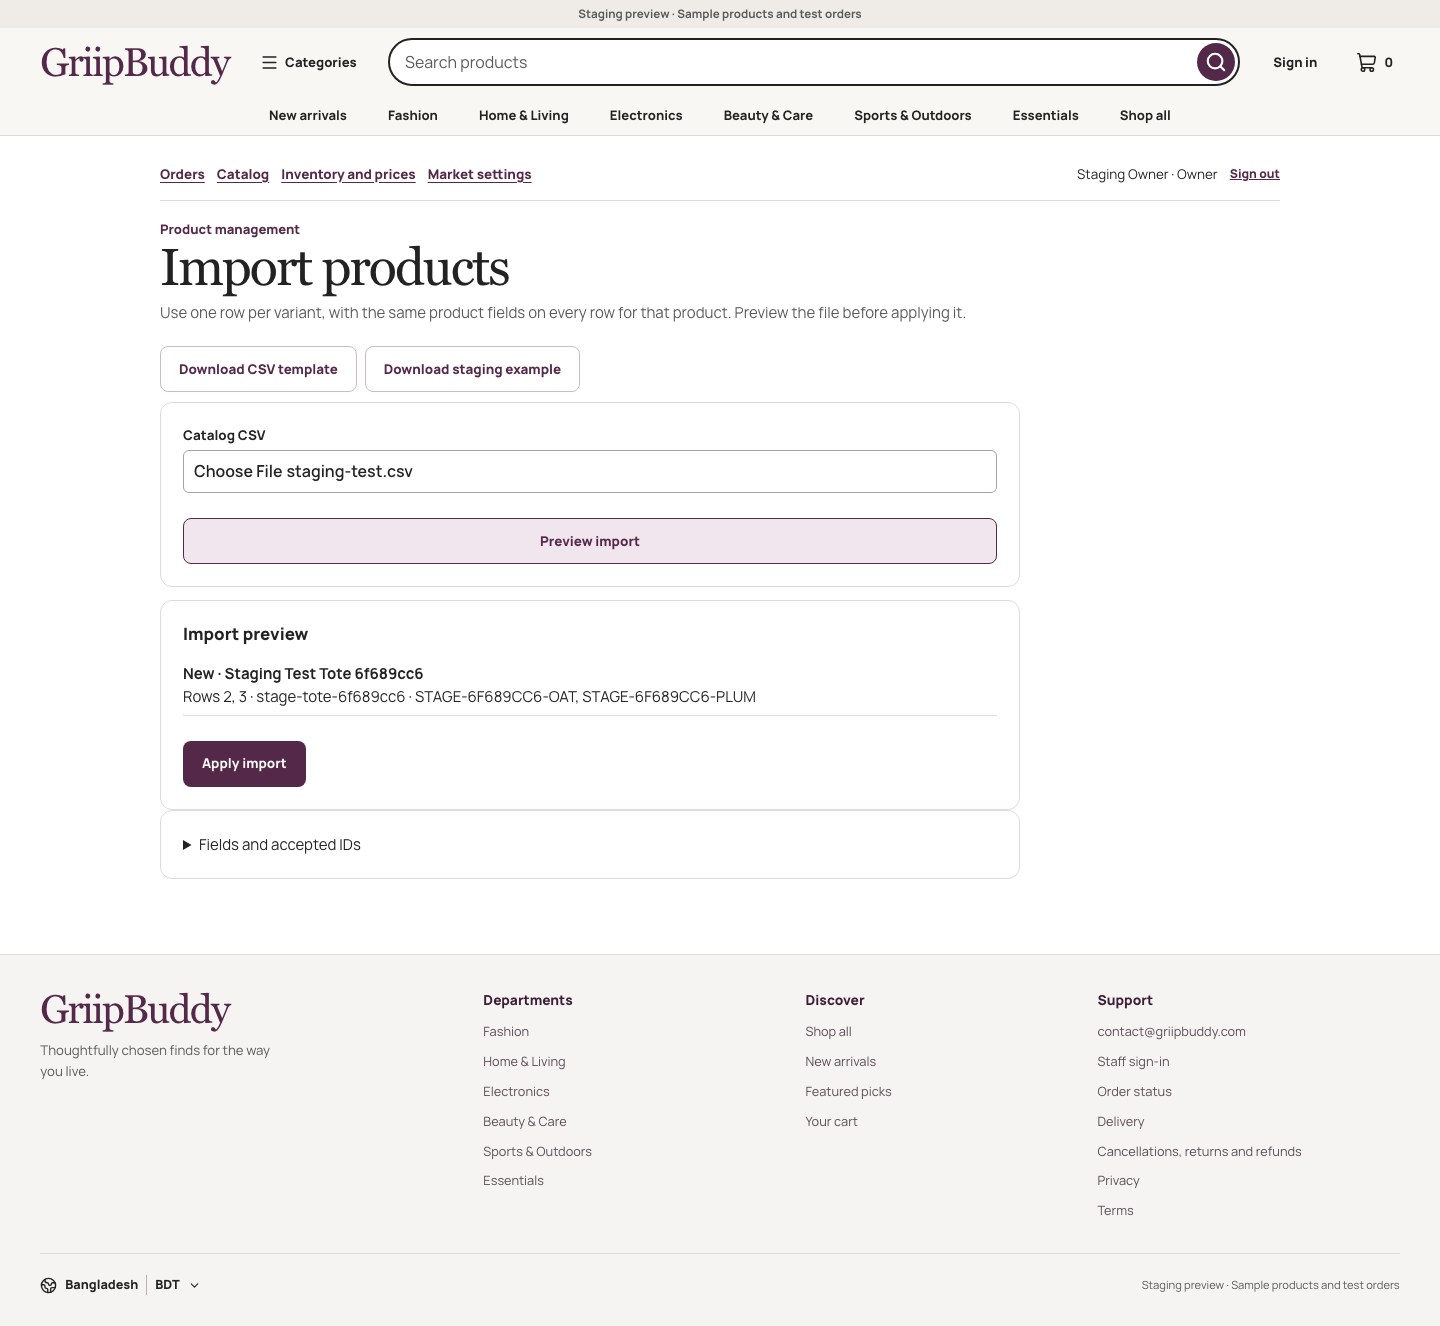 Staging preview · Sample products and test orders
GriipBuddy
Categories
Search products
Sign in
0
New arrivals
Fashion
Home & Living
Electronics
Beauty & Care
Sports & Outdoors
Essentials
Shop all
Orders
Catalog
Inventory and prices
Market settings
Staging Owner · Owner
Sign out
Product management
Import products
Use one row per variant, with the same product fields on every row for that product. Preview the file before applying it.
Download CSV template
Download staging example
Catalog CSV
Choose File staging-test.csv
Preview import
Import preview
New · Staging Test Tote 6f689cc6
Rows 2, 3 · stage-tote-6f689cc6 · STAGE-6F689CC6-OAT, STAGE-6F689CC6-PLUM
Apply import
Fields and accepted IDs
GriipBuddy
Thoughtfully chosen finds for the way
you live.
Departments
Fashion
Home & Living
Electronics
Beauty & Care
Sports & Outdoors
Essentials
Discover
Shop all
New arrivals
Featured picks
Your cart
Support
contact@griipbuddy.com
Staff sign-in
Order status
Delivery
Cancellations, returns and refunds
Privacy
Terms
Bangladesh
BDT
Staging preview · Sample products and test orders